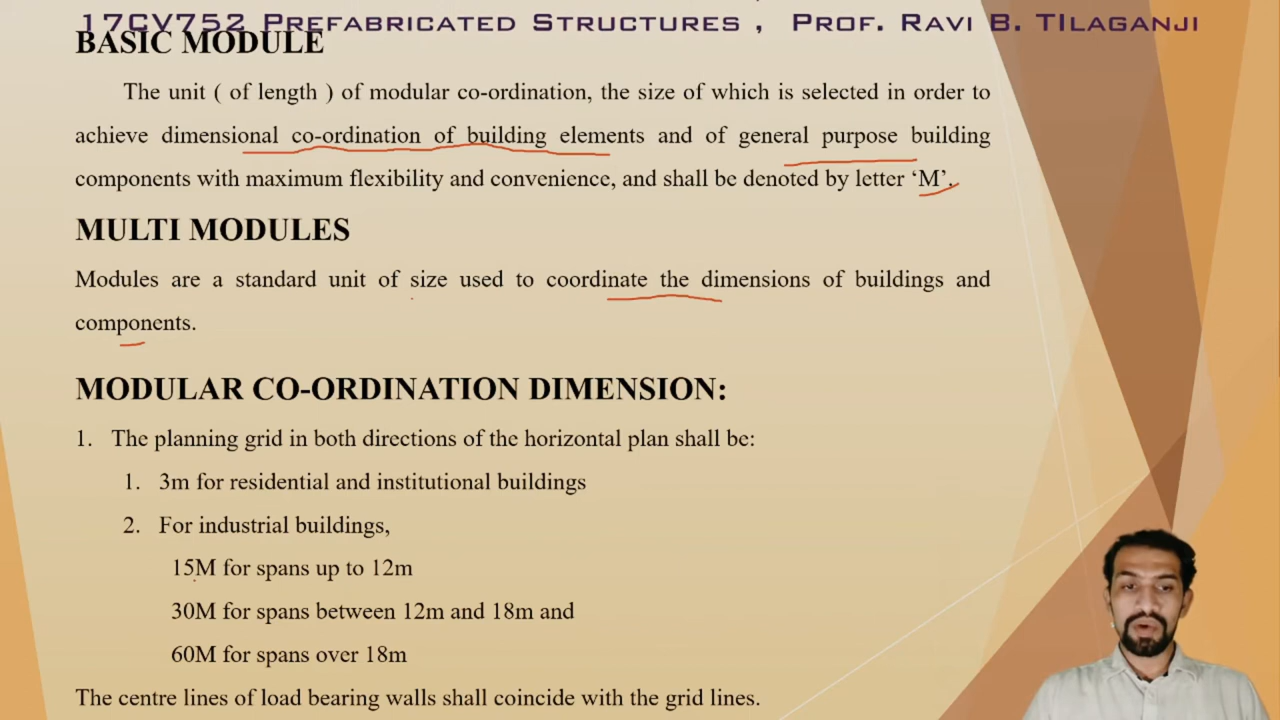 17CV752 Prefabricated Structures , Prof. Ravi B. Tilaganji
BASIC MODULE
The unit ( of length ) of modular co-ordination, the size of which is selected in order to
achieve dimensional co-ordination of building elements and of general purpose building
components with maximum flexibility and convenience, and shall be denoted by letter ‘M’.
MULTI MODULES
Modules are a standard unit of size used to coordinate the dimensions of buildings and
components.
MODULAR CO-ORDINATION DIMENSION:
1. The planning grid in both directions of the horizontal plan shall be:
1. 3m for residential and institutional buildings
2. For industrial buildings,
15M for spans up to 12m
30M for spans between 12m and 18m and
60M for spans over 18m
The centre lines of load bearing walls shall coincide with the grid lines.